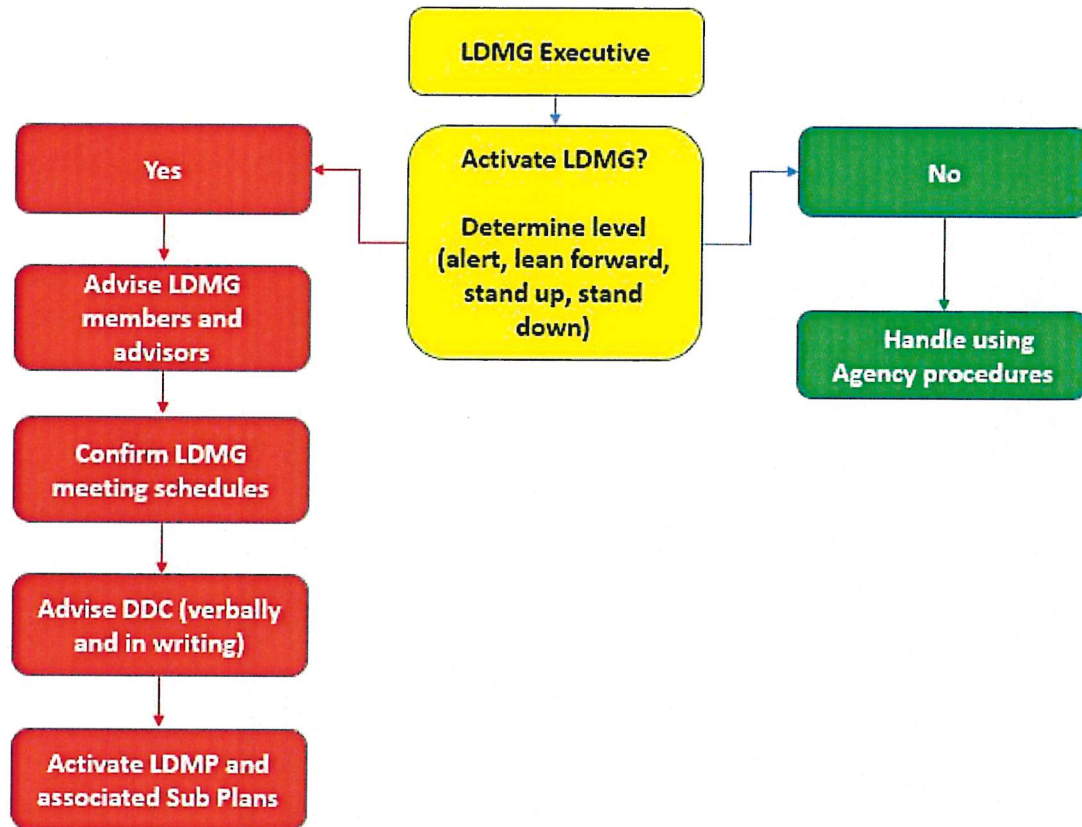 LDMG Executive
Activate LDMG?
Determine level
(alert, lean forward,
stand up, stand
down)
Yes
Advise LDMG
members and
advisors
Confirm LDMG
meeting schedules
Advise DDC (verbally
and in writing)
Activate LDMP and
associated Sub Plans
No
Handle using
Agency procedures